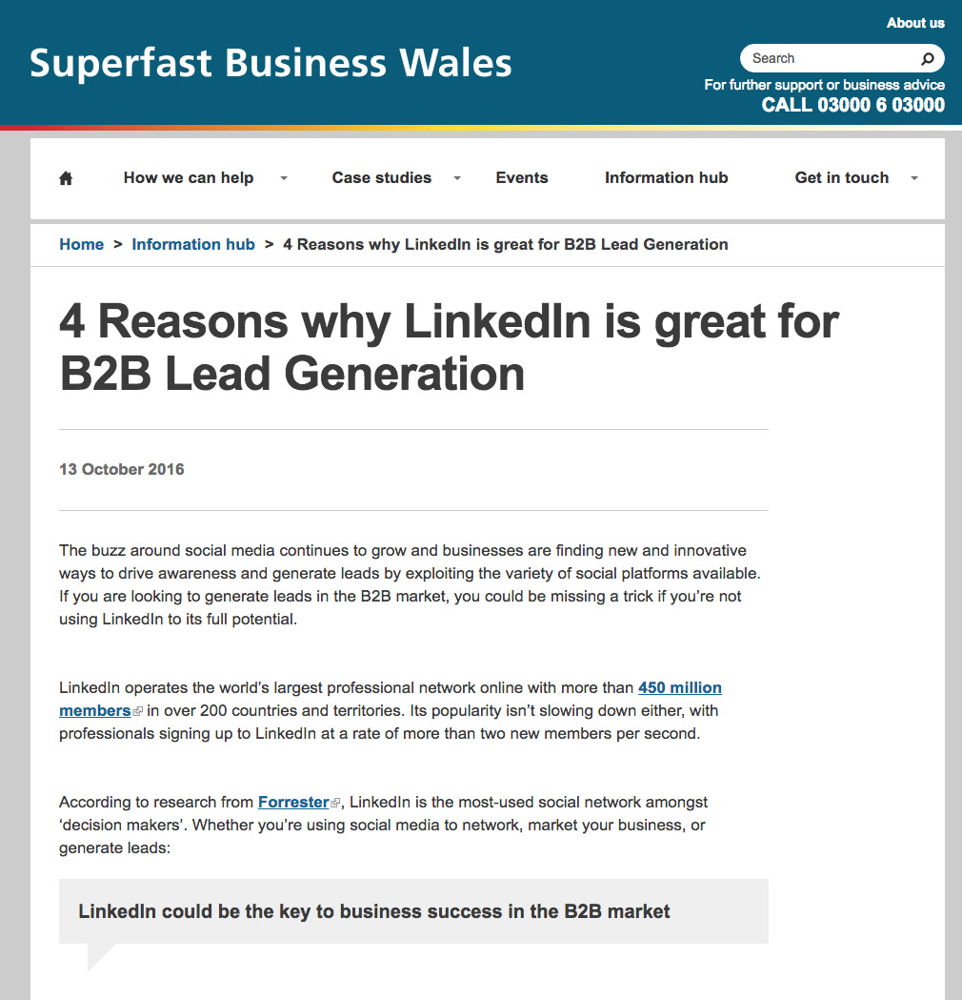 About us
Superfast Business Wales
Search
For further support or business advice
CALL 03000 6 03000
How we can help
Case studies
Events
Information hub
Get in touch
Home > Information hub > 4 Reasons why LinkedIn is great for B2B Lead Generation
4 Reasons why LinkedIn is great for
B2B Lead Generation
13 October 2016
The buzz around social media continues to grow and businesses are finding new and innovative
ways to drive awareness and generate leads by exploiting the variety of social platforms available.
If you are looking to generate leads in the B2B market, you could be missing a trick if you’re not
using LinkedIn to its full potential.
LinkedIn operates the world’s largest professional network online with more than 450 million
members in over 200 countries and territories. Its popularity isn’t slowing down either, with
professionals signing up to LinkedIn at a rate of more than two new members per second.
According to research from Forrester, LinkedIn is the most-used social network amongst
‘decision makers’. Whether you’re using social media to network, market your business, or
generate leads:
LinkedIn could be the key to business success in the B2B market